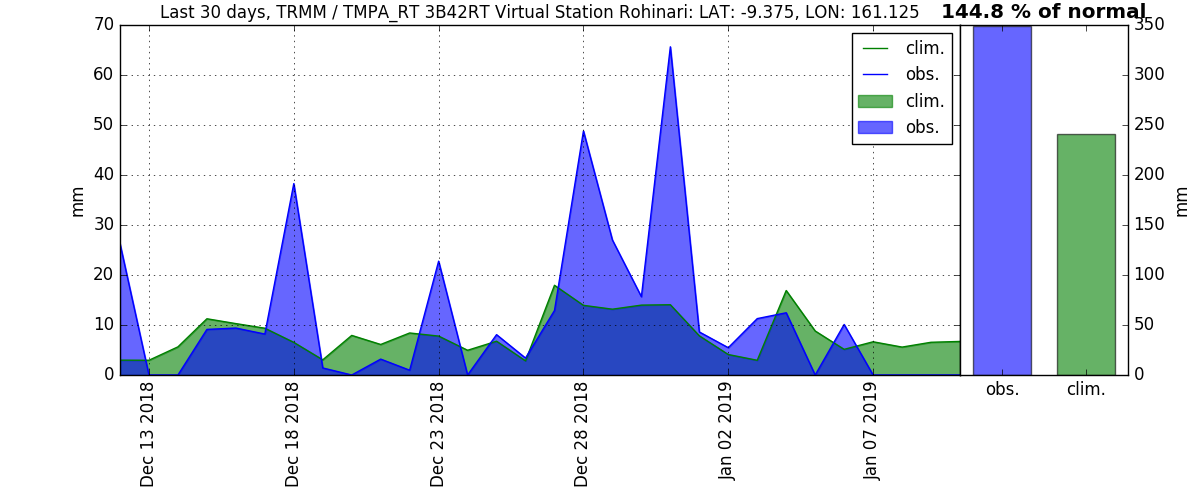 Last 30 days, TRMM / TMPA_RT 3B42RT Virtual Station Rohinari: LAT: -9.375, LON: 161.125
144.8 % of normal
70
60
50
40
30
20
10
0
mm
clim.
obs.
clim.
obs.
Dec 13 2018
Dec 18 2018
Dec 23 2018
Dec 28 2018
Jan 02 2019
Jan 07 2019
350
300
250
200
150
100
50
0
mm
obs.
clim.